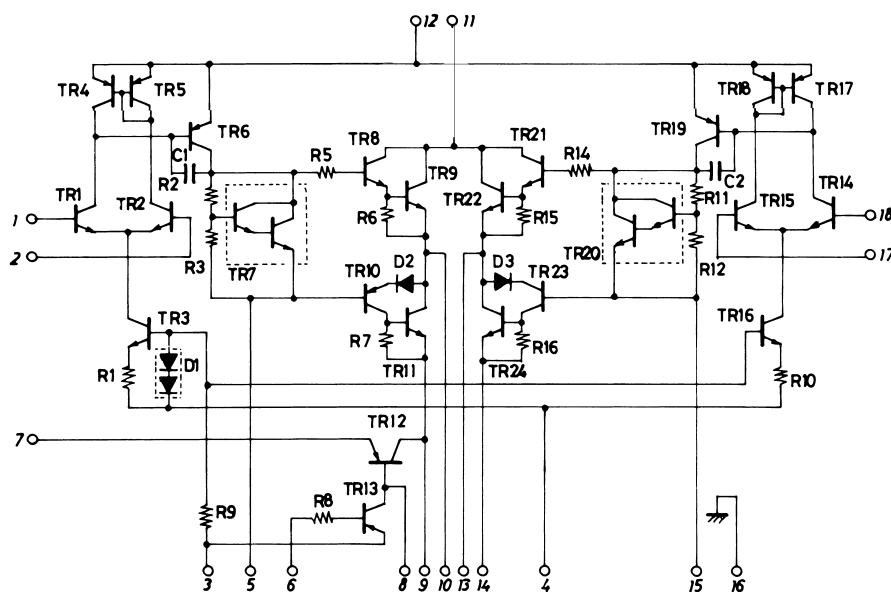 12 11
TR4 TR5 TR18 TR17
TR6 TR8 TR21 TR19
C1 R5 TR9 R14
R2 C2
TR1 TR2 R6 TR22 R15 R11 TR15 TR14
1 18
2 R3 TR7 TR20 R12 17
D2 D3
TR10 TR23
TR3 R7 R16 TR16
R1 D1 TR11 TR24 R10
TR12
7
TR13
R9 R8
3 5 6 8 9 10 13 14 4 15 16